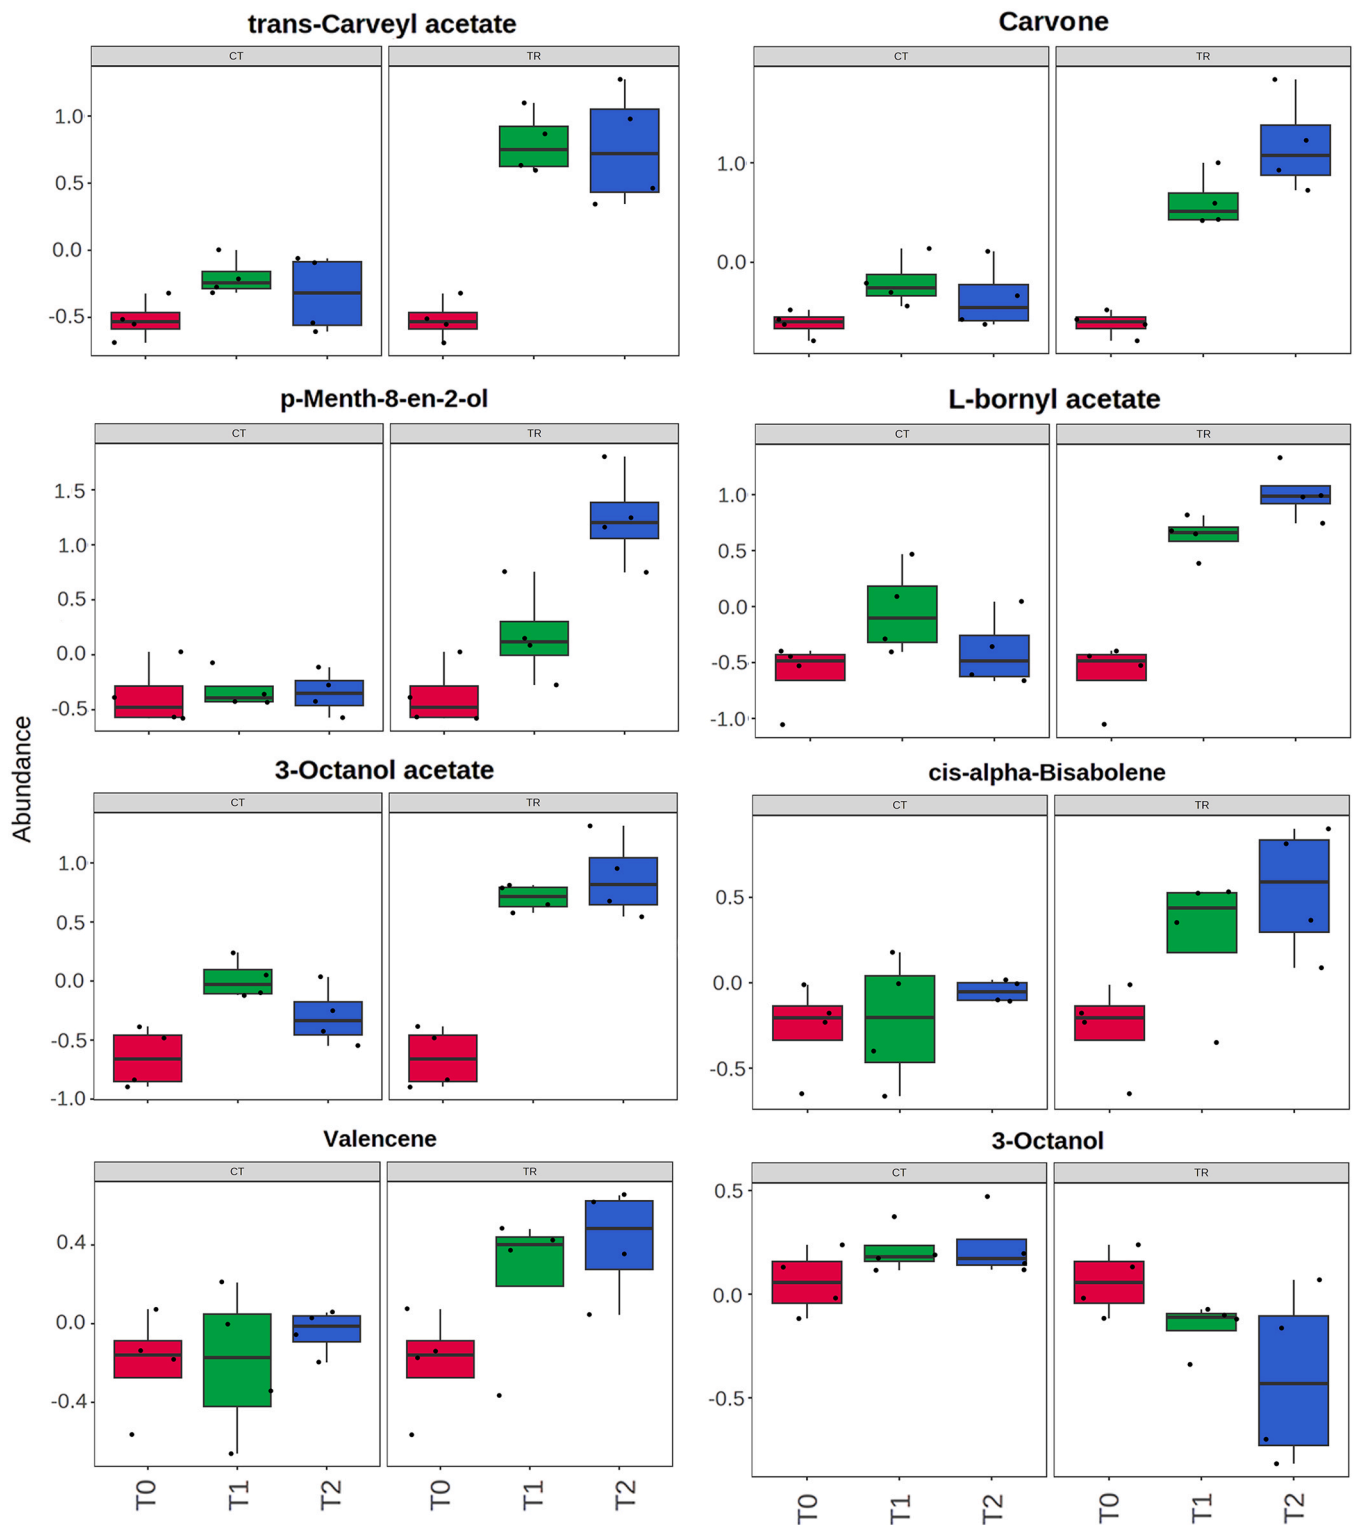 trans-Carveyl acetate
CT
TR
1.0
0.5
0.0
-0.5
Carvone
CT
TR
1.0
0.0
p-Menth-8-en-2-ol
CT
TR
1.5
1.0
0.5
0.0
-0.5
L-bornyl acetate
CT
TR
1.0
0.5
0.0
-0.5
-1.0
Abundance
3-Octanol acetate
CT
TR
1.0
0.5
0.0
-0.5
-1.0
cis-alpha-Bisabolene
CT
TR
0.5
0.0
-0.5
Valencene
CT
TR
0.4
0.0
-0.4
T0 T1 T2 T0 T1 T2
3-Octanol
CT
TR
0.5
0.0
-0.5
T0 T1 T2 T0 T1 T2